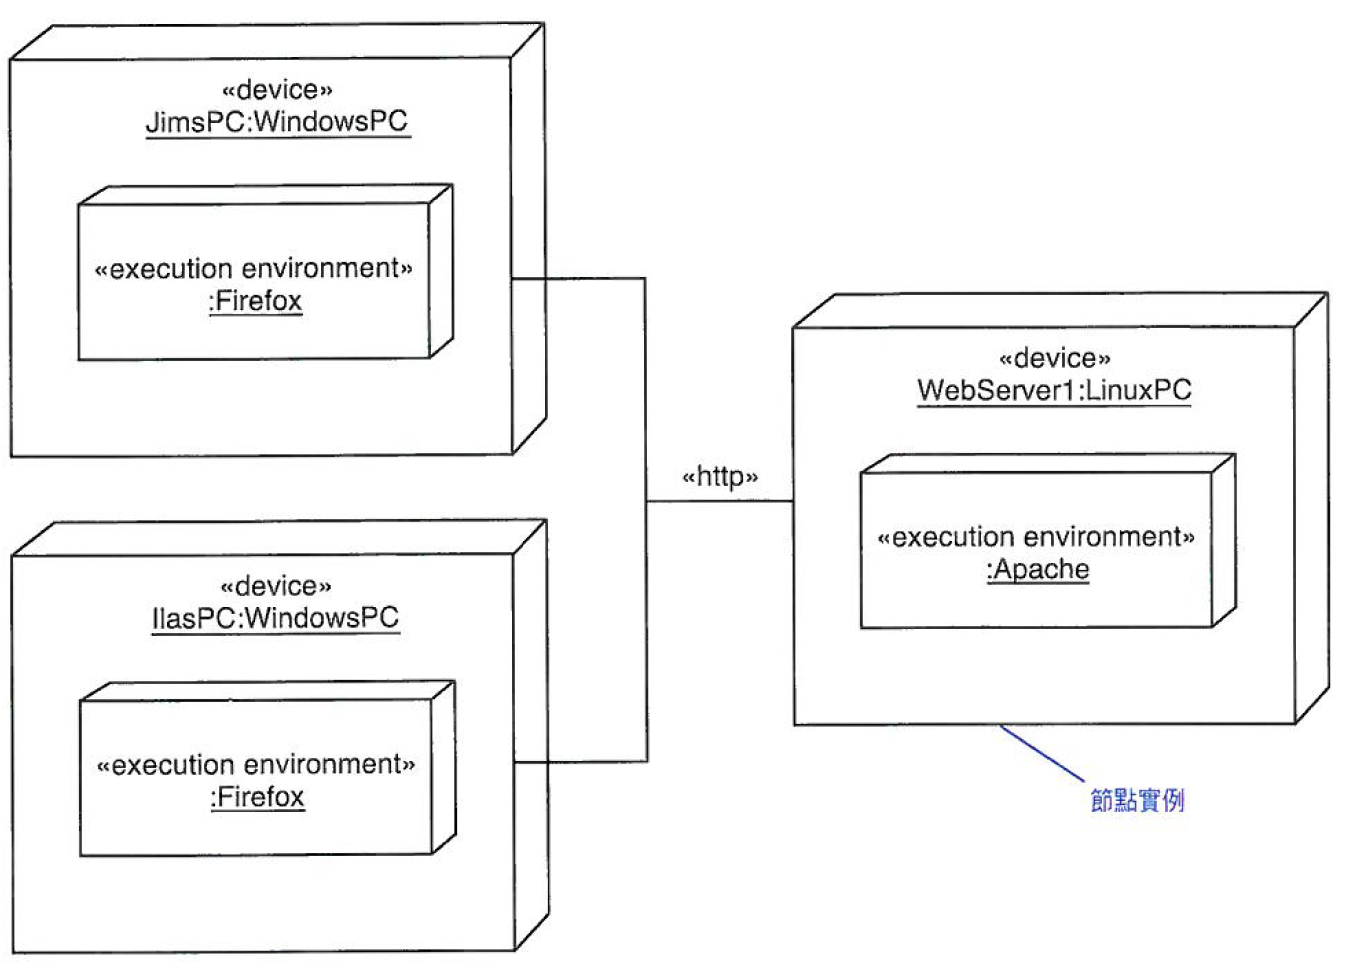 «device»
JimsPC:WindowsPC
«execution environment»
:Firefox
«device»
IlasPC:WindowsPC
«execution environment»
:Firefox
«http»
«device»
WebServer1:LinuxPC
«execution environment»
:Apache
節點實例